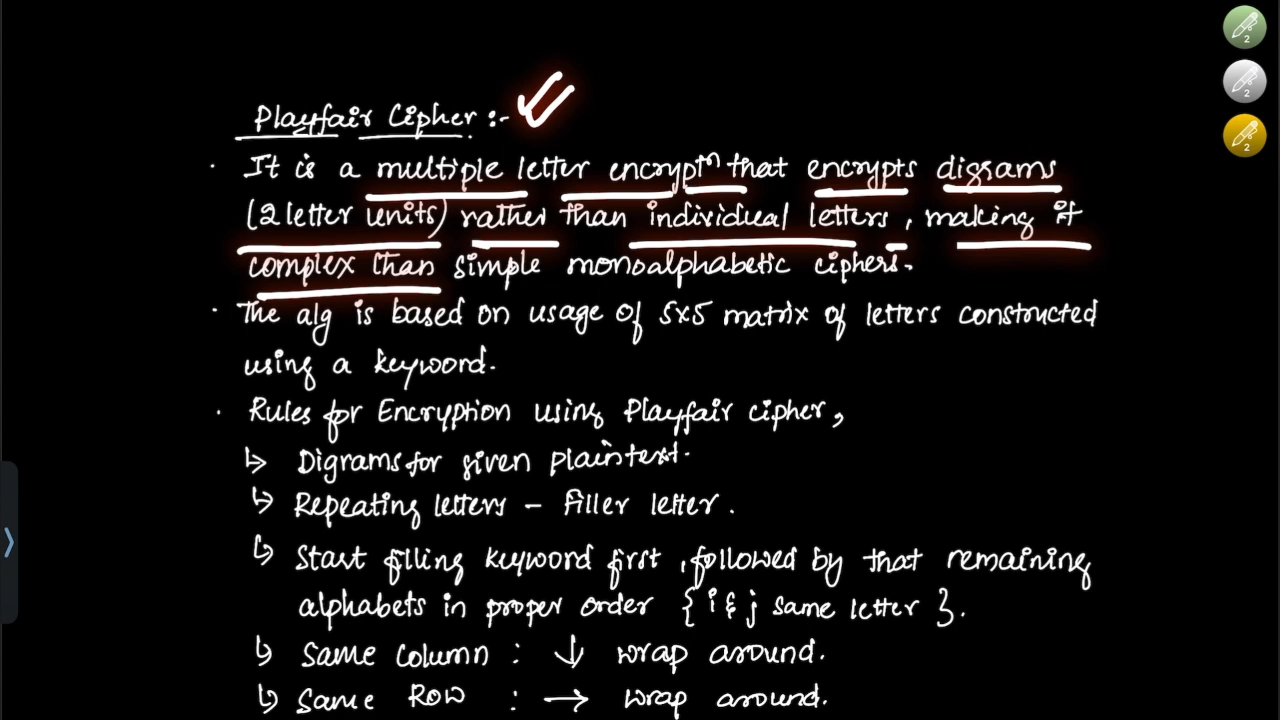 Playfair Cipher :-
· It is a multiple letter encryptⁿ that encrypts digrams
(2 letter units) rather than individual letters, making it
complex than simple monoalphabetic ciphers.
· The alg is based on usage of 5x5 matrix of letters constructed
using a keyword.
· Rules for Encryption using Playfair cipher,
↳ Digrams for given plaintext.
↳ Repeating letters - filler letter.
↳ Start filling keyword first, followed by that remaining
alphabets in proper order { i & j same letter }.
↳ Same Column : ↓ wrap around.
↳ Same Row : → wrap around.
2
2
2